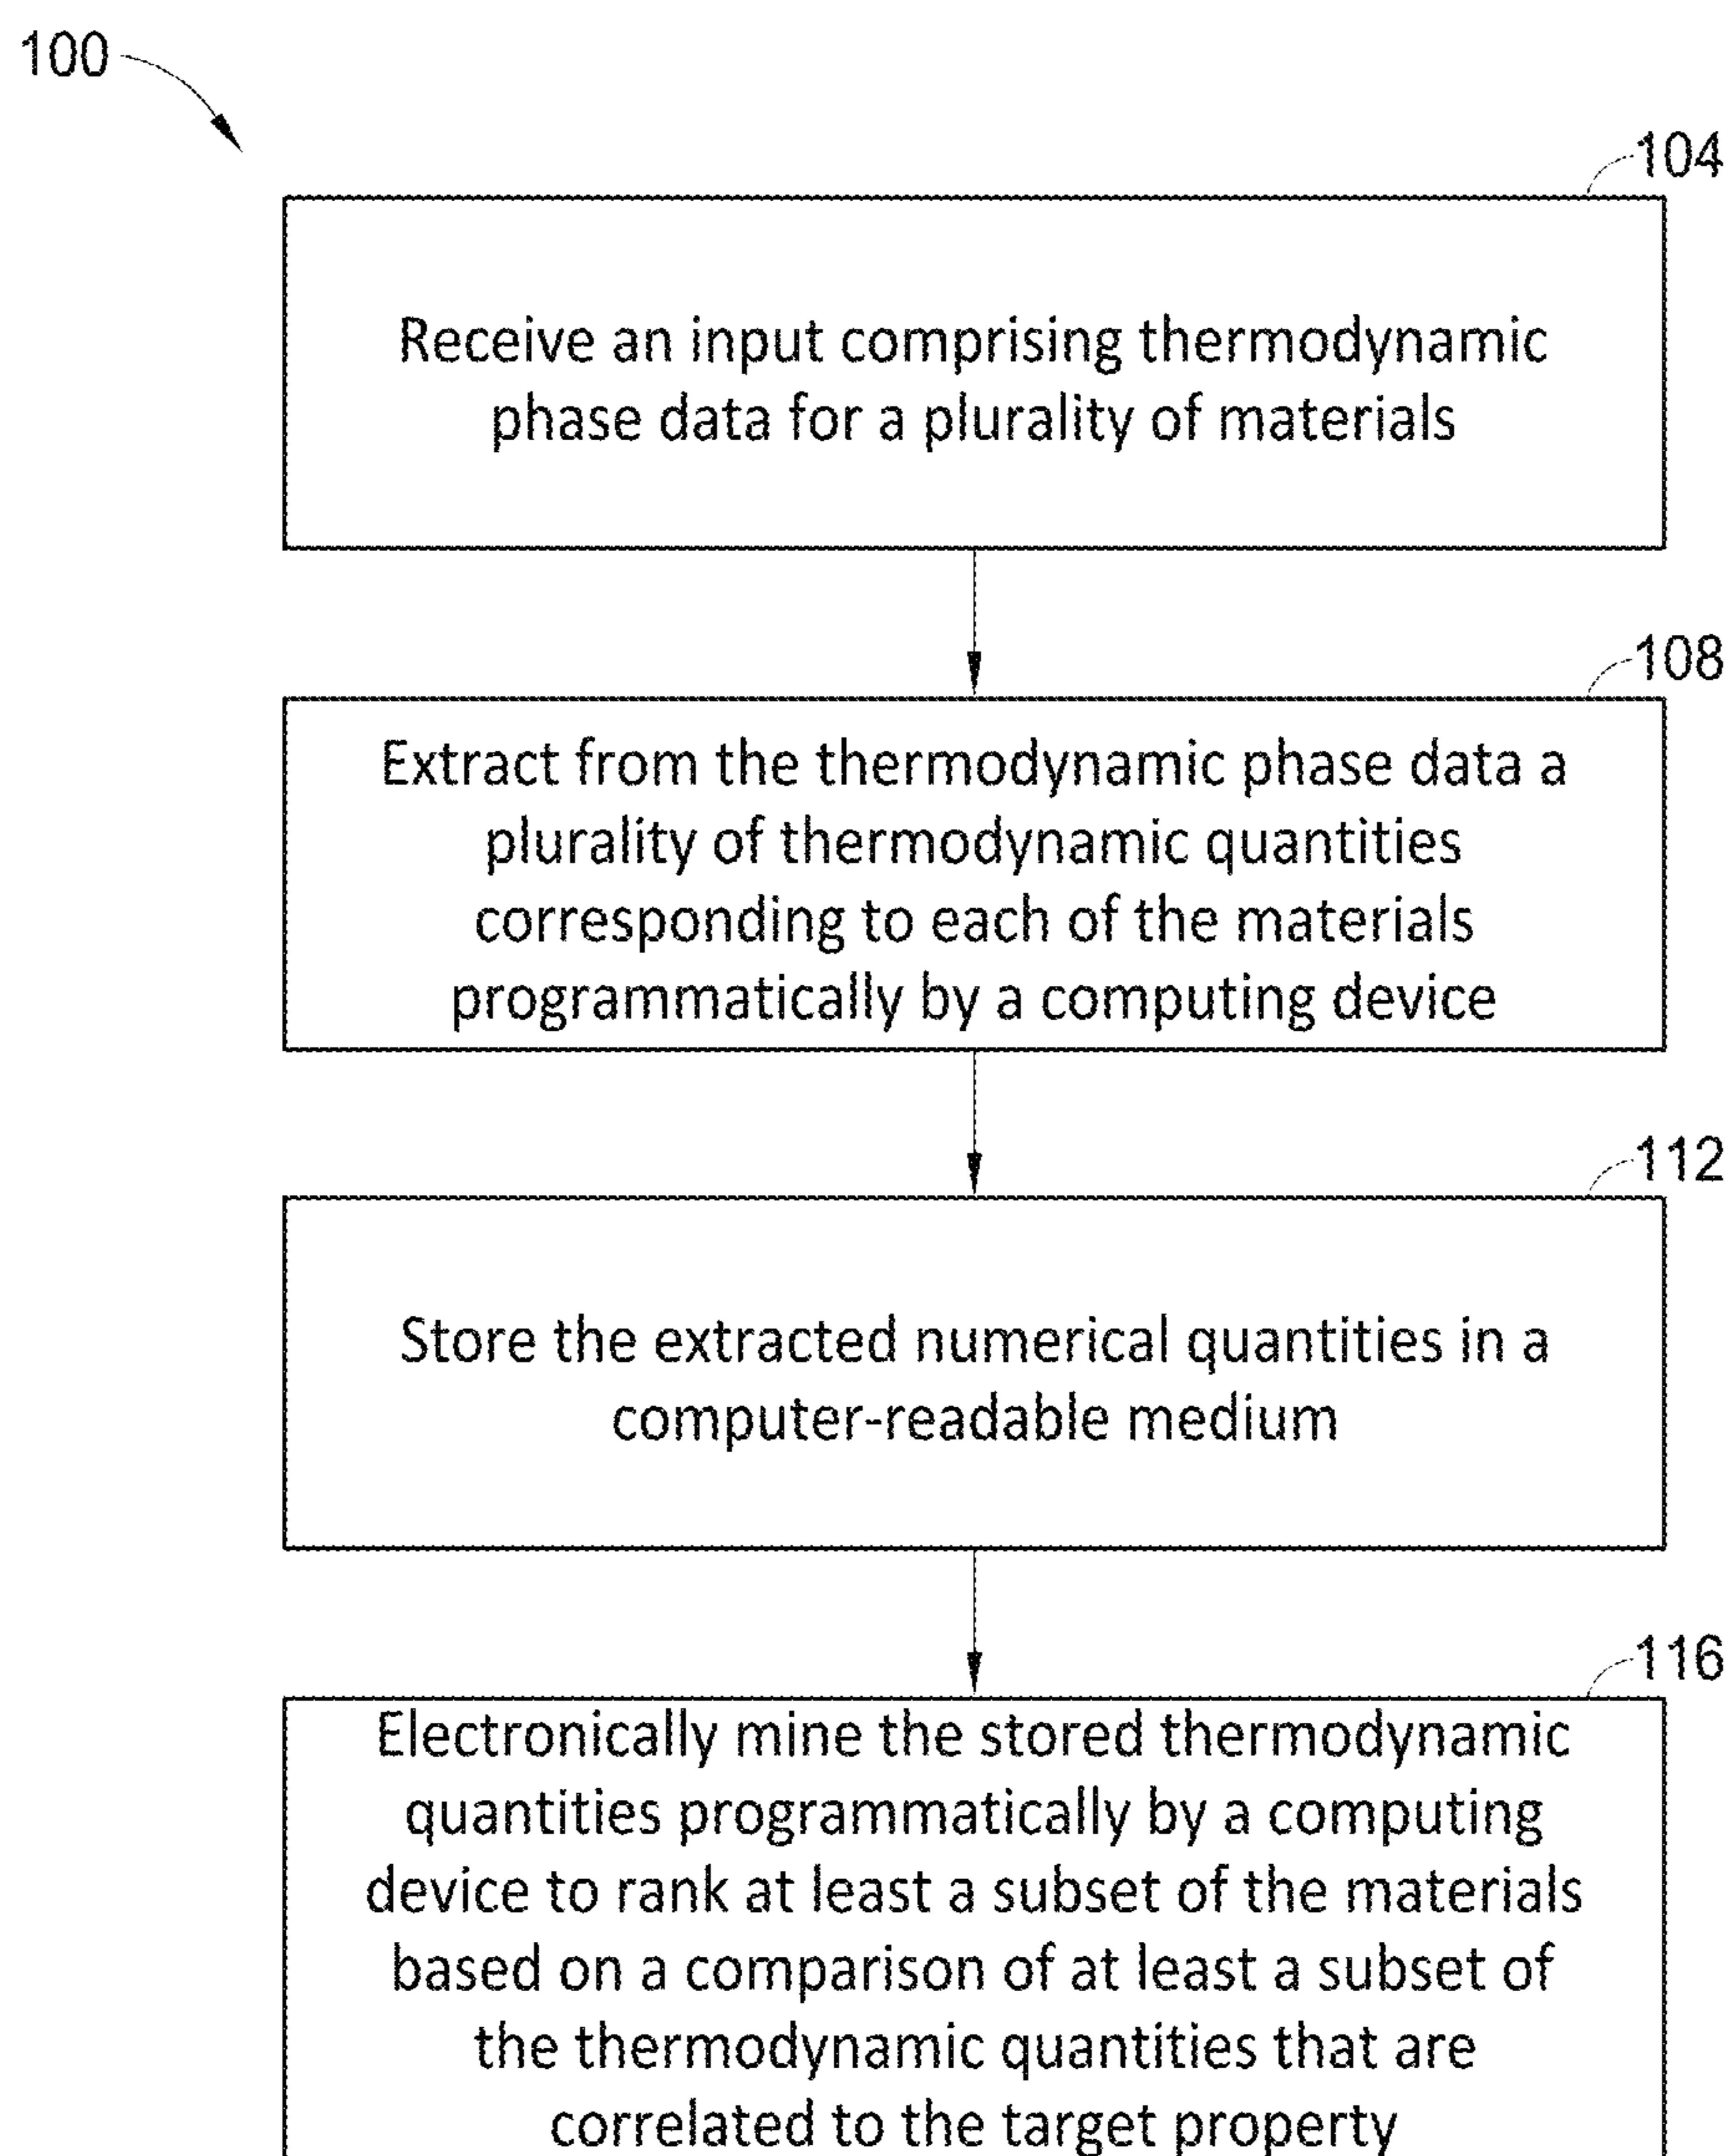 100
104
Receive an input comprising thermodynamic
phase data for a plurality of materials
108
Extract from the thermodynamic phase data a
plurality of thermodynamic quantities
corresponding to each of the materials
programmatically by a computing device
112
Store the extracted numerical quantities in a
computer-readable medium
116
Electronically mine the stored thermodynamic
quantities programmatically by a computing
device to rank at least a subset of the materials
based on a comparison of at least a subset of
the thermodynamic quantities that are
correlated to the target property